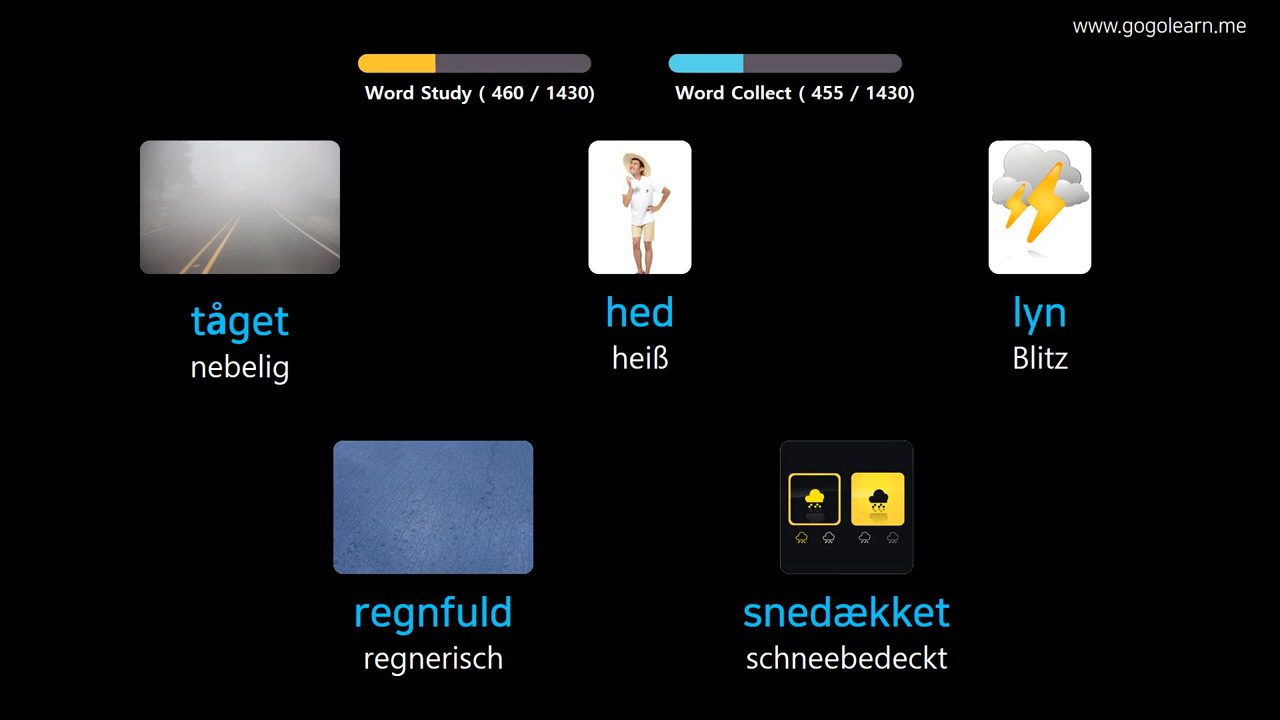 www.gogolearn.me
Word Study ( 460 / 1430)
Word Collect ( 455 / 1430)
tåget
nebelig
hed
heiß
lyn
Blitz
regnfuld
regnerisch
snedækket
schneebedeckt